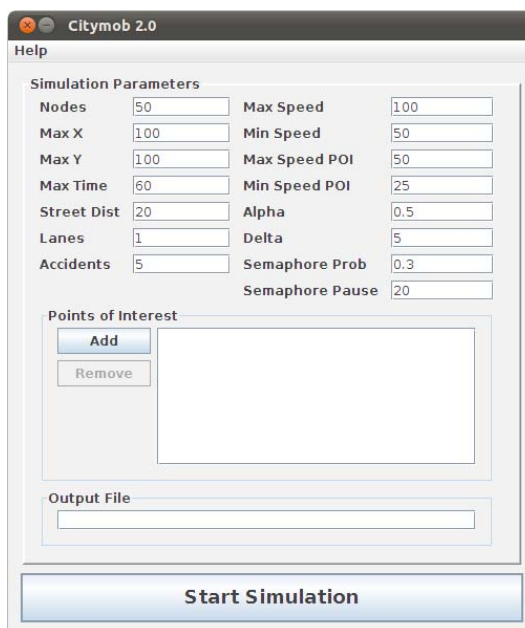 Citymob 2.0
Help
Simulation Parameters
Nodes 50 Max Speed 100
Max X 100 Min Speed 50
Max Y 100 Max Speed POI 50
Max Time 60 Min Speed POI 25
Street Dist 20 Alpha 0.5
Lanes 1 Delta 5
Accidents 5 Semaphore Prob 0.3
Semaphore Pause 20
Points of Interest
Add
Remove
Output File
Start Simulation